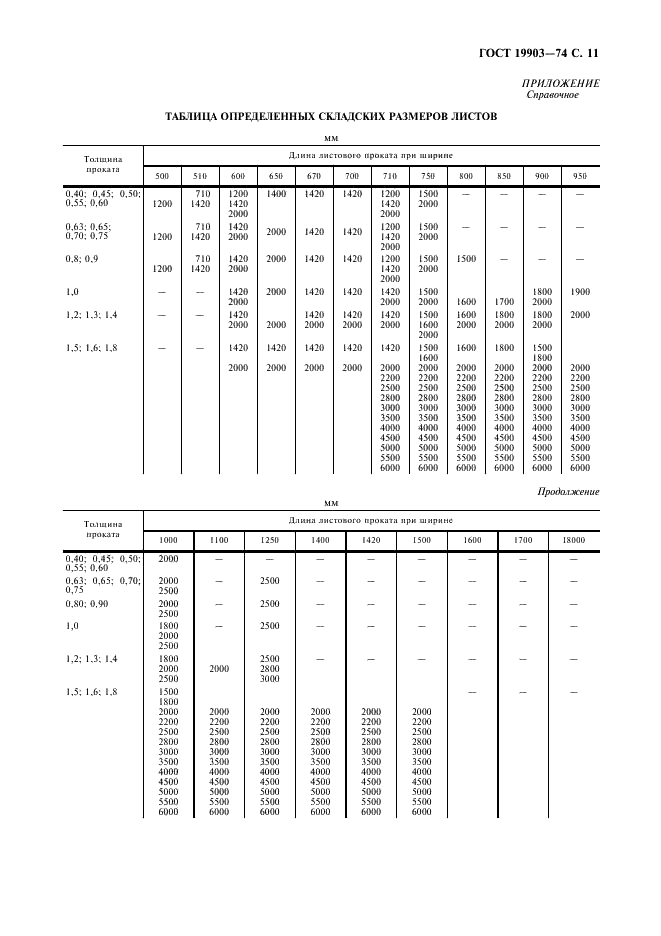 ГОСТ 19903—74 С. 11
ПРИЛОЖЕНИЕ
Справочное
ТАБЛИЦА ОПРЕДЕЛЕННЫХ СКЛАДСКИХ РАЗМЕРОВ ЛИСТОВ
мм
Толщина проката Длина листового проката при ширине
500 510 600 650 670 700 710 750 800 850 900 950
0,40; 0,45; 0,50; 710 1200 1400 1420 1420 1200 1500 — — — —
0,55; 0,60 1200 1420 1420 1420 2000
2000 2000
0,63; 0,65; 710 1420 2000 1420 1420 1200 1500 — — — —
0,70; 0,75 1200 1420 2000 1420 2000
2000
0,8; 0,9 710 1420 2000 1420 1420 1200 1500 1500 — — —
1200 1420 2000 1420 2000
2000
1,0 — — 1420 2000 1420 1420 1420 1500 1800 1900
2000 2000 2000 1600 1700 2000
1,2; 1,3; 1,4 — — 1420 1420 1420 1420 1500 1600 1800 1800 2000
2000 2000 2000 2000 2000 1600 2000 2000 2000
2000
1,5; 1,6; 1,8 — — 1420 1420 1420 1420 1420 1500 1600 1800 1500
1600 1800
2000 2000 2000 2000 2000 2000 2000 2000 2000 2000
2200 2200 2200 2200 2200 2200
2500 2500 2500 2500 2500 2500
2800 2800 2800 2800 2800 2800
3000 3000 3000 3000 3000 3000
3500 3500 3500 3500 3500 3500
4000 4000 4000 4000 4000 4000
4500 4500 4500 4500 4500 4500
5000 5000 5000 5000 5000 5000
5500 5500 5500 5500 5500 5500
6000 6000 6000 6000 6000 6000
Продолжение
мм
Толщина проката Длина листового проката при ширине
1000 1100 1250 1400 1420 1500 1600 1700 18000
0,40; 0,45; 0,50; 2000 — — — — — — — —
0,55; 0,60
0,63; 0,65; 0,70; 2000 — 2500 — — — — — —
0,75 2500
0,80; 0,90 2000 — 2500 — — — — — —
2500
1,0 1800 — 2500 — — — — — —
2000
2500
1,2; 1,3; 1,4 1800 2500 — — — — — —
2000 2000 2800
2500 3000
1,5; 1,6; 1,8 1500 — — —
1800
2000 2000 2000 2000 2000 2000
2200 2200 2200 2200 2200 2200
2500 2500 2500 2500 2500 2500
2800 2800 2800 2800 2800 2800
3000 3000 3000 3000 3000 3000
3500 3500 3500 3500 3500 3500
4000 4000 4000 4000 4000 4000
4500 4500 4500 4500 4500 4500
5000 5000 5000 5000 5000 5000
5500 5500 5500 5500 5500 5500
6000 6000 6000 6000 6000 6000